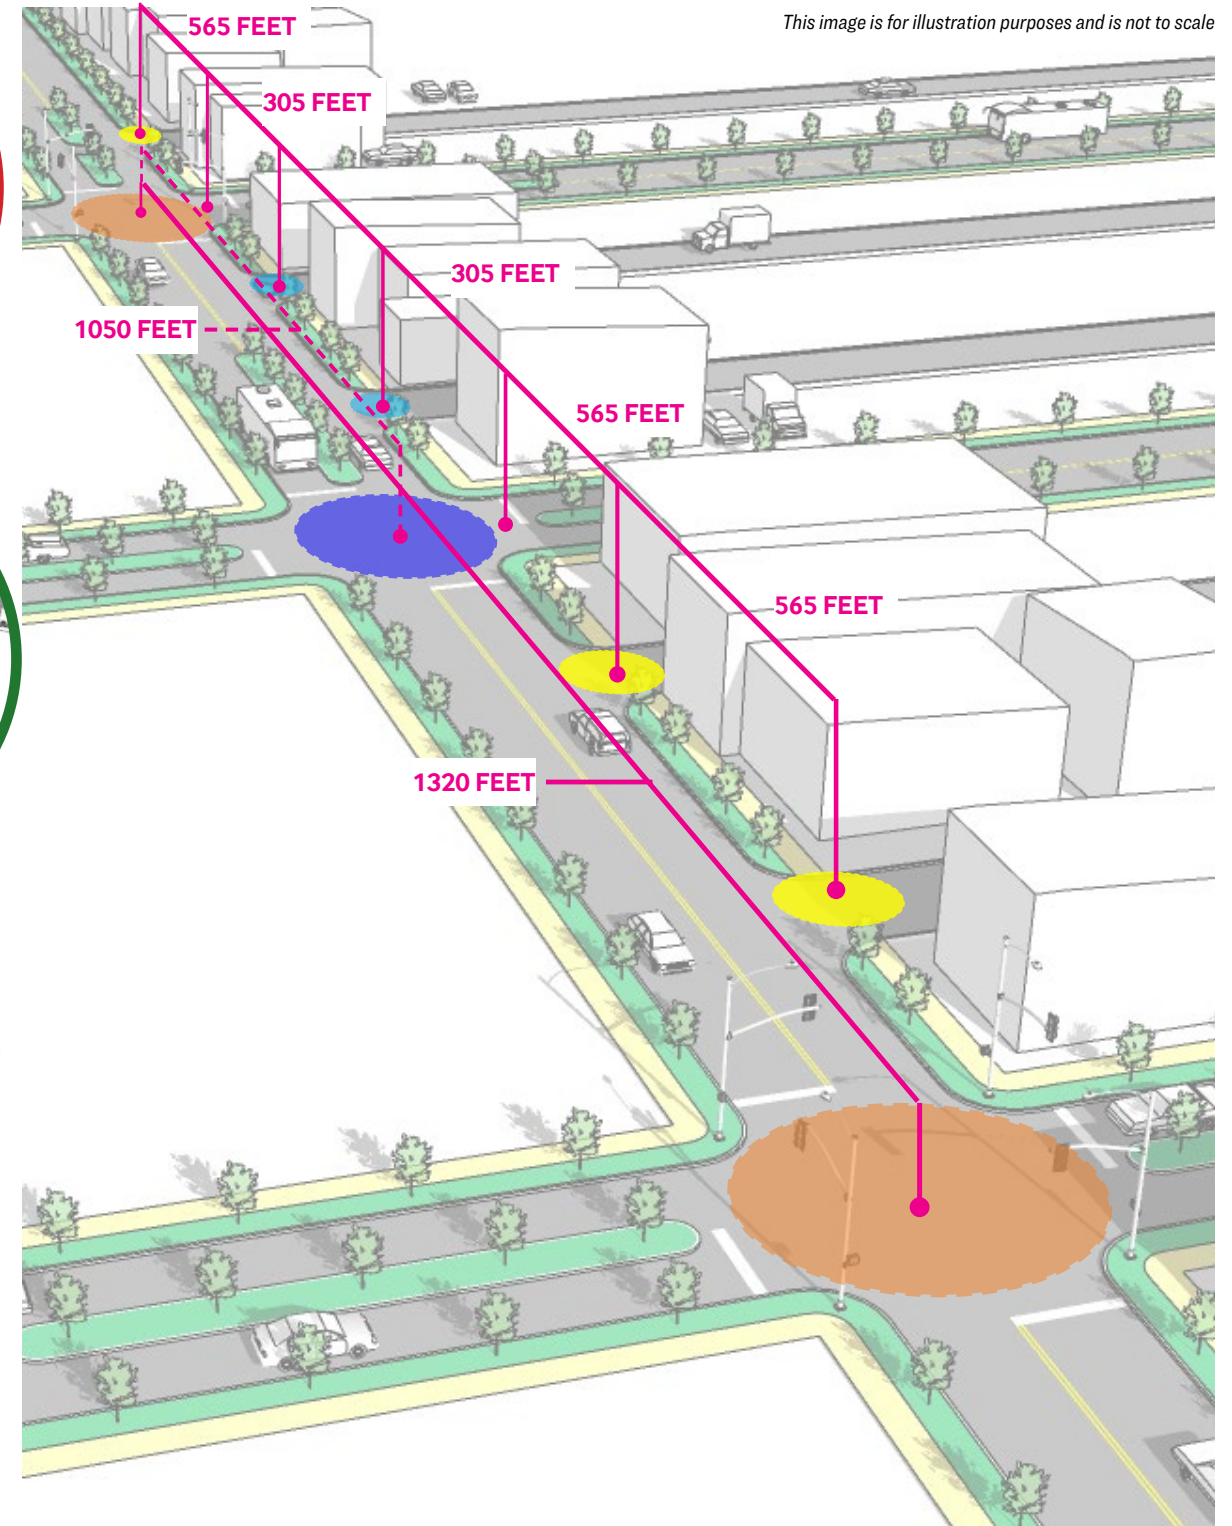 This image is for illustration purposes and is not to scale
565 FEET
305 FEET
305 FEET
1050 FEET
565 FEET
565 FEET
1320 FEET